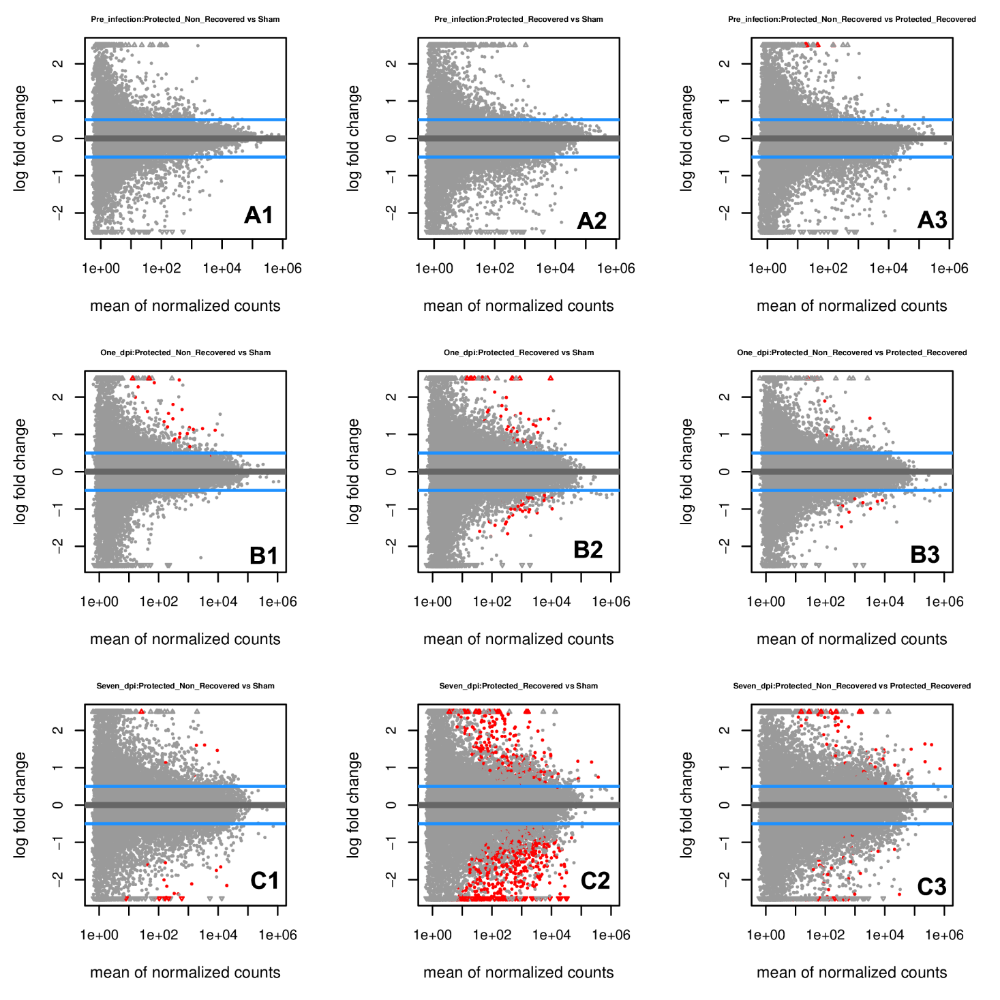 Pre_infection:Protected_Non_Recovered vs Sham
log fold change
2
1
0
−1
−2
A1
1e+00 1e+02 1e+04 1e+06
mean of normalized counts
Pre_infection:Protected_Recovered vs Sham
log fold change
2
1
0
−1
−2
A2
1e+00 1e+02 1e+04 1e+06
mean of normalized counts
Pre_infection:Protected_Non_Recovered vs Protected_Recovered
log fold change
2
1
0
−1
−2
A3
1e+00 1e+02 1e+04 1e+06
mean of normalized counts
One_dpi:Protected_Non_Recovered vs Sham
log fold change
2
1
0
−1
−2
B1
1e+00 1e+02 1e+04 1e+06
mean of normalized counts
One_dpi:Protected_Recovered vs Sham
log fold change
2
1
0
−1
−2
B2
1e+00 1e+02 1e+04 1e+06
mean of normalized counts
One_dpi:Protected_Non_Recovered vs Protected_Recovered
log fold change
2
1
0
−1
−2
B3
1e+00 1e+02 1e+04 1e+06
mean of normalized counts
Seven_dpi:Protected_Non_Recovered vs Sham
log fold change
2
1
0
−1
−2
C1
1e+00 1e+02 1e+04 1e+06
mean of normalized counts
Seven_dpi:Protected_Recovered vs Sham
log fold change
2
1
0
−1
−2
C2
1e+00 1e+02 1e+04 1e+06
mean of normalized counts
Seven_dpi:Protected_Non_Recovered vs Protected_Recovered
log fold change
2
1
0
−1
−2
C3
1e+00 1e+02 1e+04 1e+06
mean of normalized counts